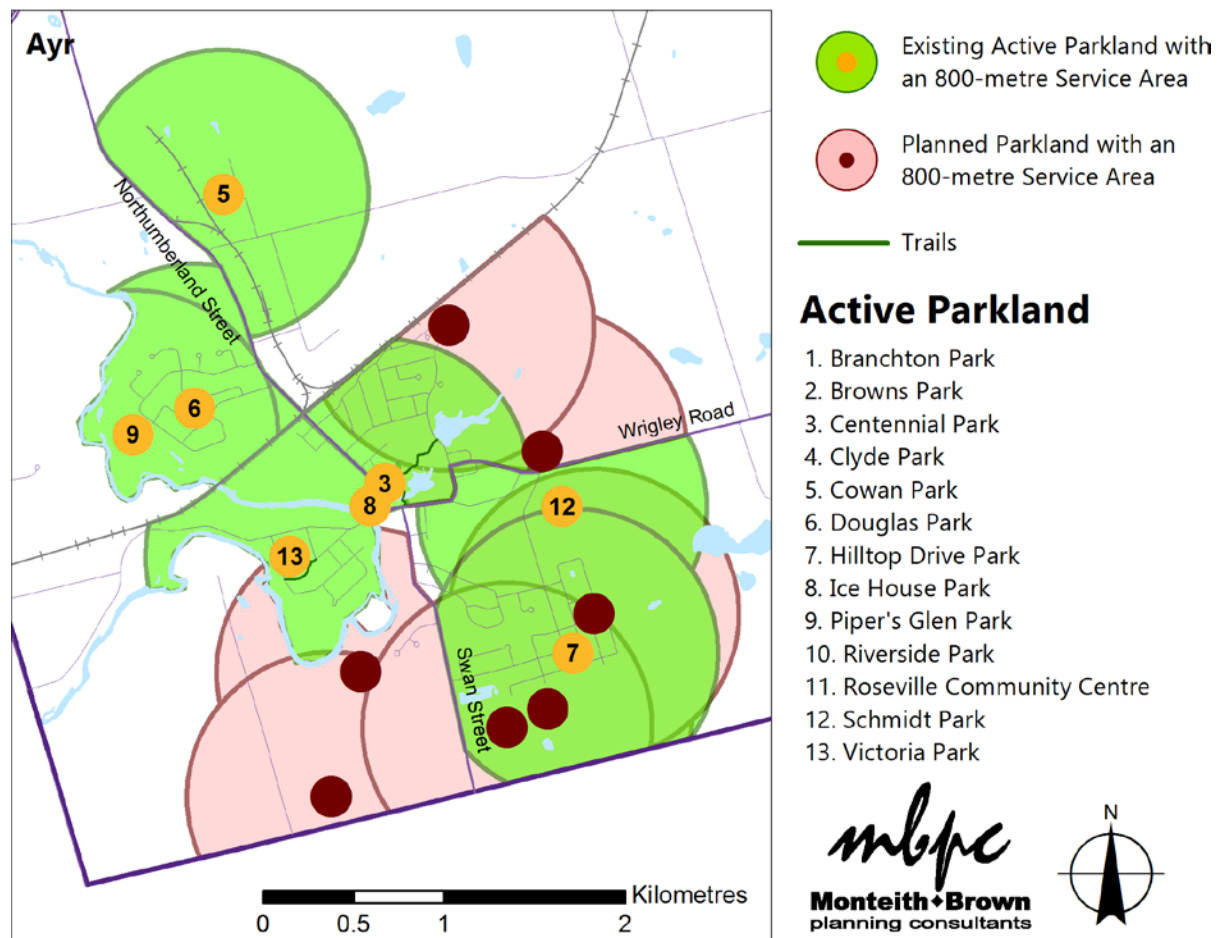 Ayr
Existing Active Parkland with
an 800-metre Service Area
Planned Parkland with an
800-metre Service Area
Trails
Active Parkland
1. Branchton Park
2. Browns Park
3. Centennial Park
4. Clyde Park
5. Cowan Park
6. Douglas Park
7. Hilltop Drive Park
8. Ice House Park
9. Piper's Glen Park
10. Riverside Park
11. Roseville Community Centre
12. Schmidt Park
13. Victoria Park
5
Northumberland Street
6
9
Wrigley Road
3
8
12
13
7
Swan Street
Kilometres
0 0.5 1 2
mbpc
Monteith♦Brown
planning consultants
N